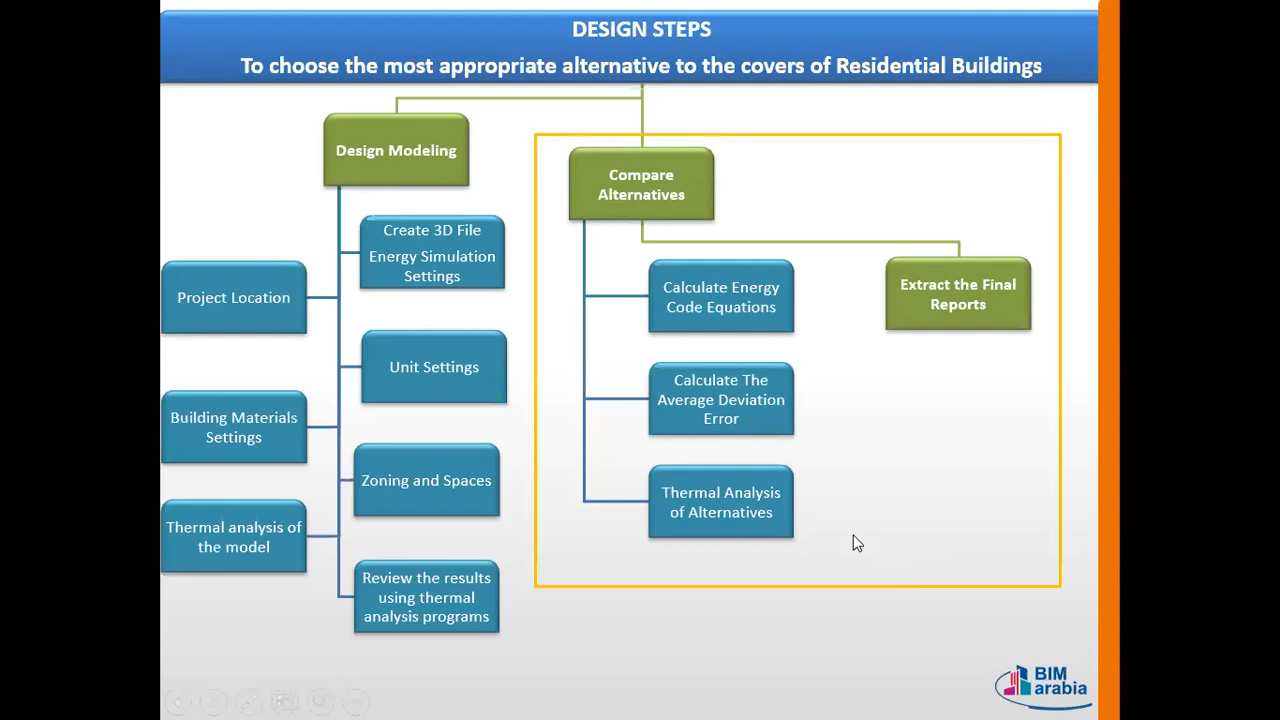 DESIGN STEPS
To choose the most appropriate alternative to the covers of Residential Buildings
Design Modeling
Create 3D File
Energy Simulation
Settings
Project Location
Unit Settings
Building Materials
Settings
Zoning and Spaces
Thermal analysis of
the model
Review the results
using thermal
analysis programs
Compare
Alternatives
Calculate Energy
Code Equations
Calculate The
Average Deviation
Error
Thermal Analysis
of Alternatives
Extract the Final
Reports
BIM
arabia